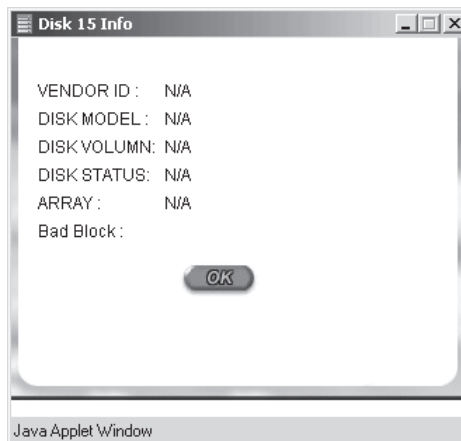 Disk 15 Info
VENDOR ID : N/A
DISK MODEL : N/A
DISK VOLUMN: N/A
DISK STATUS: N/A
ARRAY : N/A
Bad Block :
OK
Java Applet Window